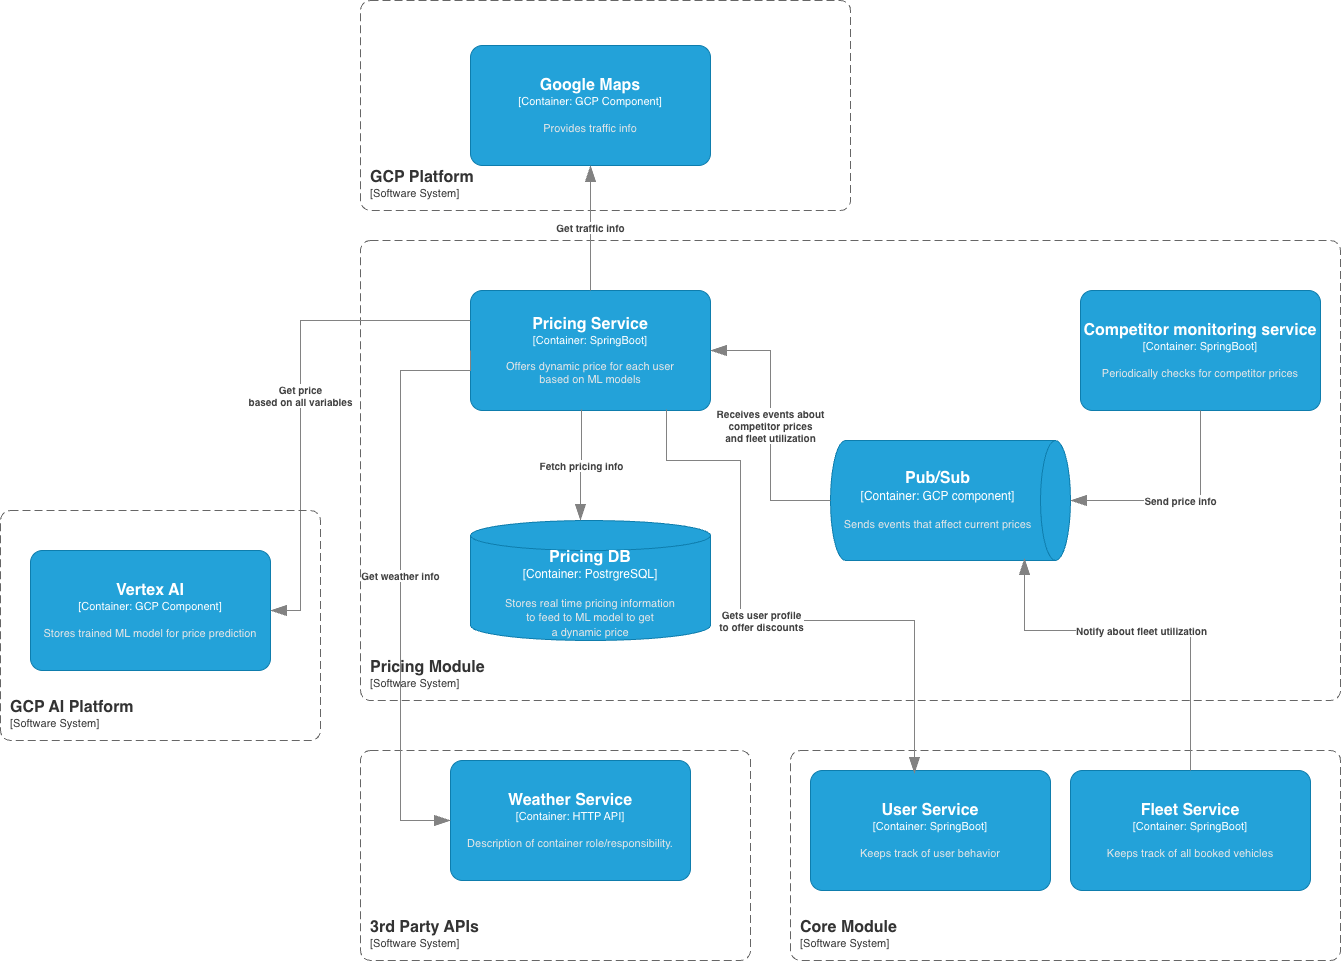 Google Maps
[Container: GCP Component]
Provides traffic info
GCP Platform
[Software System]
Get traffic info
Pricing Service
[Container: SpringBoot]
Offers dynamic price for each user
based on ML models
Competitor monitoring service
[Container: SpringBoot]
Periodically checks for competitor prices
Get price
based on all variables
Receives events about
competitor prices
and fleet utilization
Fetch pricing info
Pub/Sub
[Container: GCP component]
Sends events that affect current prices
Send price info
Pricing DB
[Container: PostrgreSQL]
Stores real time pricing information
to feed to ML model to get
a dynamic price
Get weather info
Vertex AI
[Container: GCP Component]
Stores trained ML model for price prediction
Gets user profile
to offer discounts
Notify about fleet utilization
Pricing Module
[Software System]
GCP AI Platform
[Software System]
Weather Service
[Container: HTTP API]
Description of container role/responsibility.
User Service
[Container: SpringBoot]
Keeps track of user behavior
Fleet Service
[Container: SpringBoot]
Keeps track of all booked vehicles
3rd Party APIs
[Software System]
Core Module
[Software System]